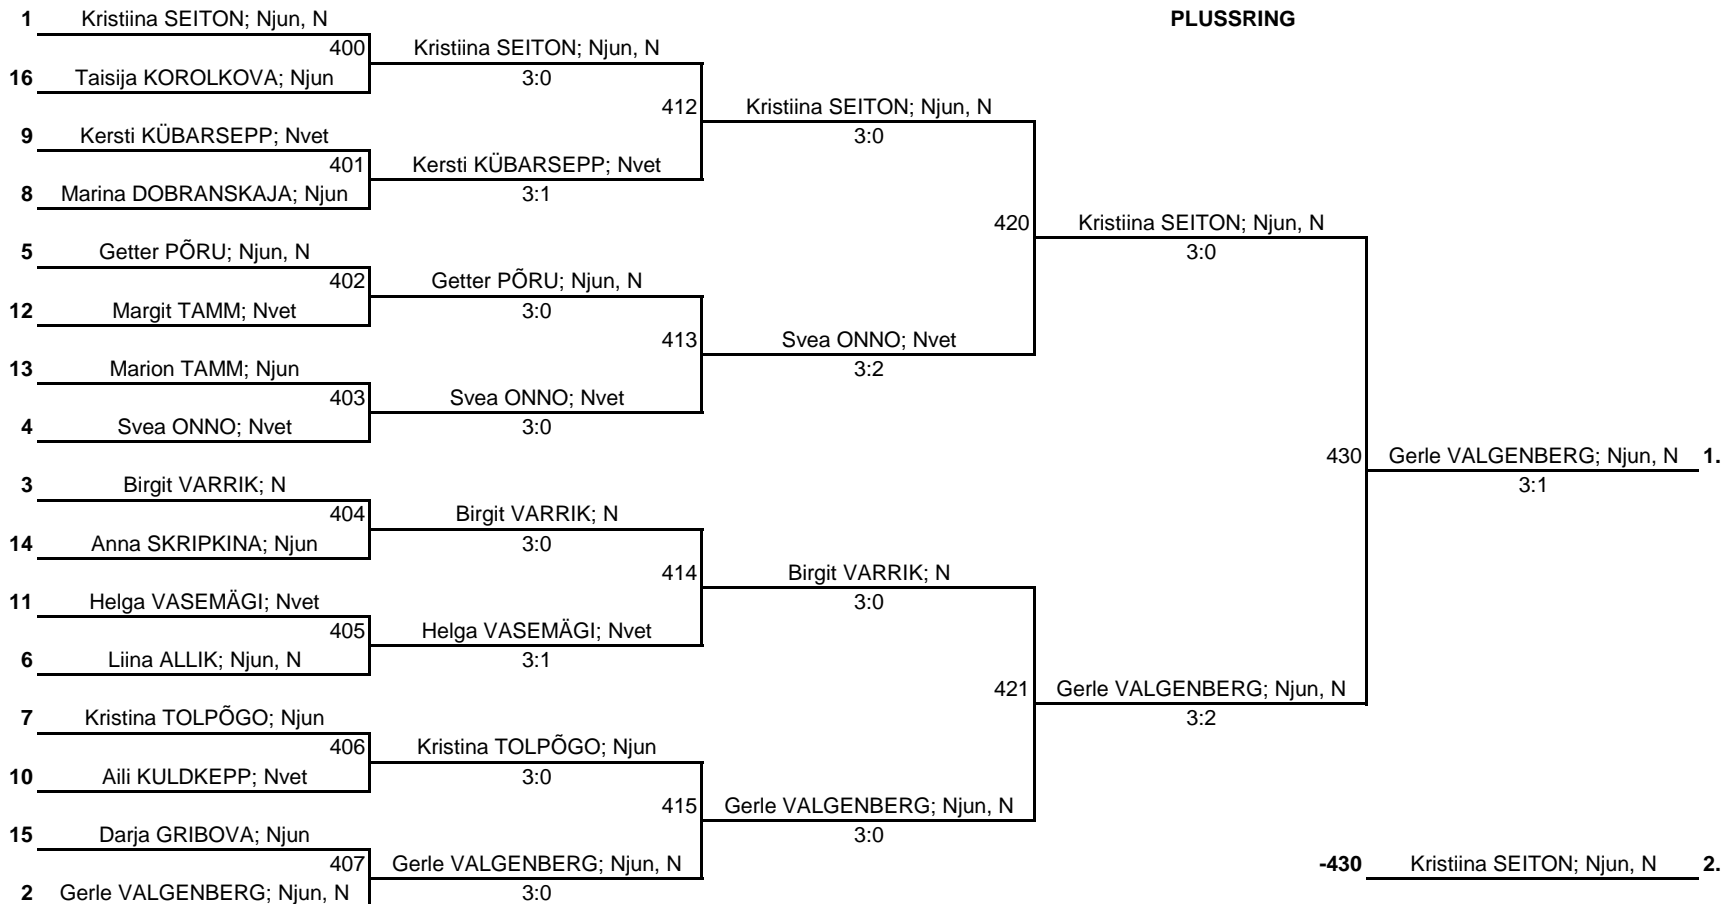 1 Kristiina SEITON; Njun, N PLUSSRING
400 Kristiina SEITON; Njun, N
16 Taisija KOROLKOVA; Njun 3:0
412 Kristiina SEITON; Njun, N
9 Kersti KÜBARSEPP; Nvet 3:0
401 Kersti KÜBARSEPP; Nvet
8 Marina DOBRANSKAJA; Njun 3:1
420 Kristiina SEITON; Njun, N
5 Getter PÕRU; Njun, N 3:0
402 Getter PÕRU; Njun, N
12 Margit TAMM; Nvet 3:0
413 Svea ONNO; Nvet
13 Marion TAMM; Njun 3:2
403 Svea ONNO; Nvet
4 Svea ONNO; Nvet 3:0
430 Gerle VALGENBERG; Njun, N 1.
3 Birgit VARRIK; N 3:1
404 Birgit VARRIK; N
14 Anna SKRIPKINA; Njun 3:0
414 Birgit VARRIK; N
11 Helga VASEMÄGI; Nvet 3:0
405 Helga VASEMÄGI; Nvet
6 Liina ALLIK; Njun, N 3:1
421 Gerle VALGENBERG; Njun, N
7 Kristina TOLPÕGO; Njun 3:2
406 Kristina TOLPÕGO; Njun
10 Aili KULDKEPP; Nvet 3:0
415 Gerle VALGENBERG; Njun, N
15 Darja GRIBOVA; Njun 3:0
407 Gerle VALGENBERG; Njun, N -430 Kristiina SEITON; Njun, N 2.
2 Gerle VALGENBERG; Njun, N 3:0